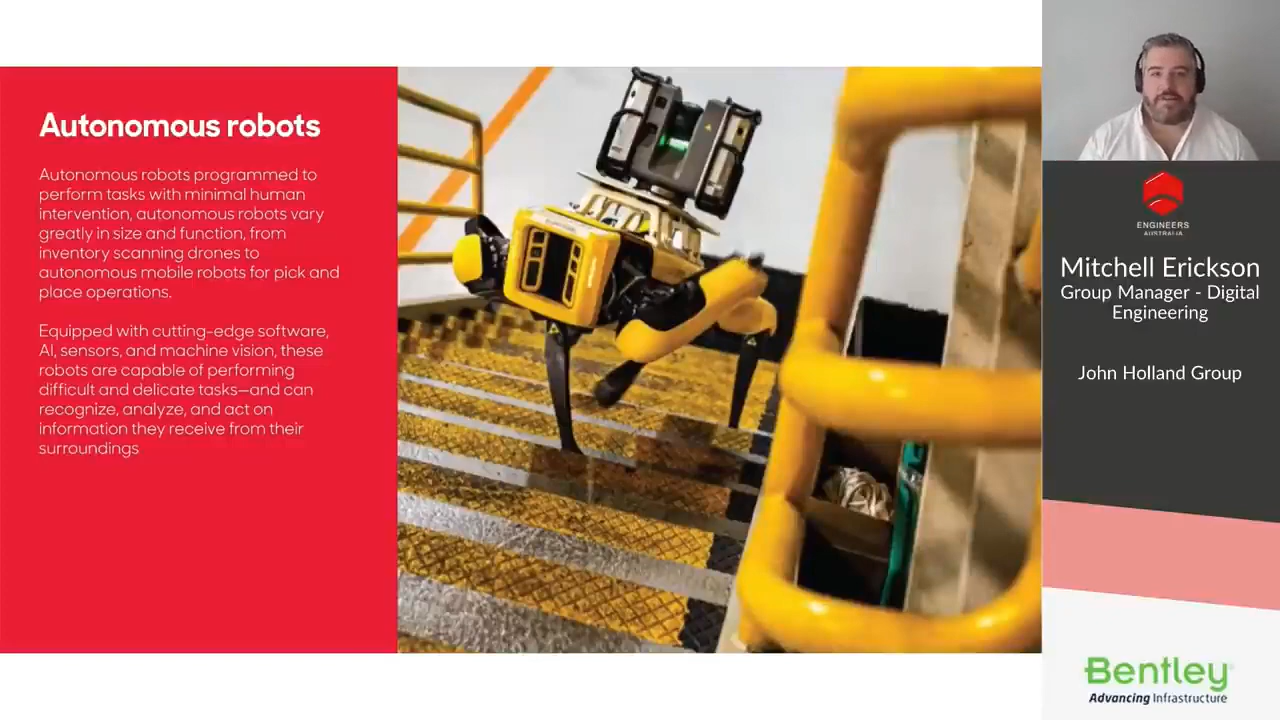 Autonomous robots
Autonomous robots programmed to
perform tasks with minimal human
intervention, autonomous robots vary
greatly in size and function, from
inventory scanning drones to
autonomous mobile robots for pick and
place operations.
Equipped with cutting-edge software,
AI, sensors, and machine vision, these
robots are capable of performing
difficult and delicate tasks—and can
recognize, analyze, and act on
information they receive from their
surroundings
ENGINEERS
AUSTRALIA
Mitchell Erickson
Group Manager - Digital
Engineering
John Holland Group
Bentley
Advancing Infrastructure